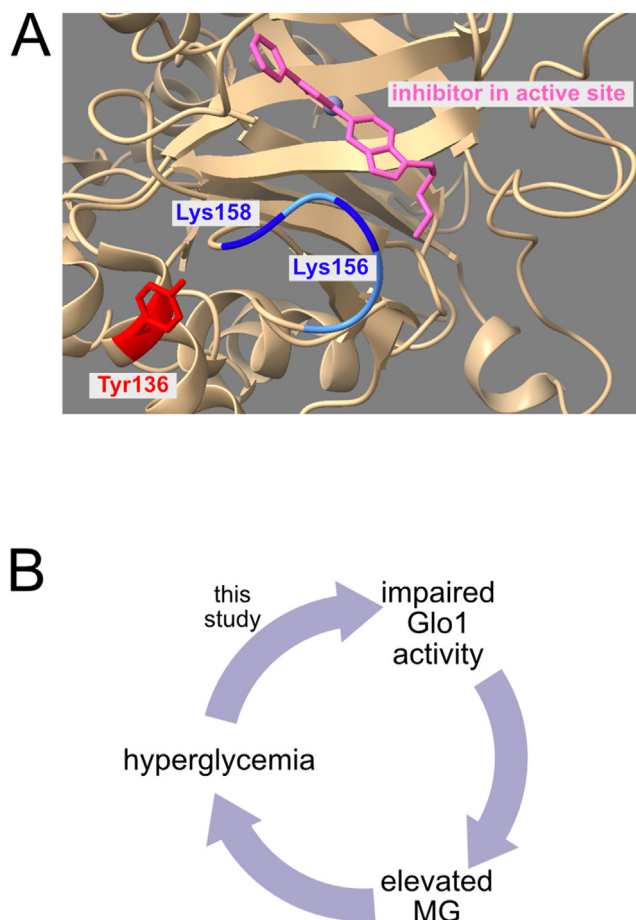 A
inhibitor in active site
Lys158
Lys156
Tyr136
B
this
study
impaired
Glo1
activity
hyperglycemia
elevated
MG